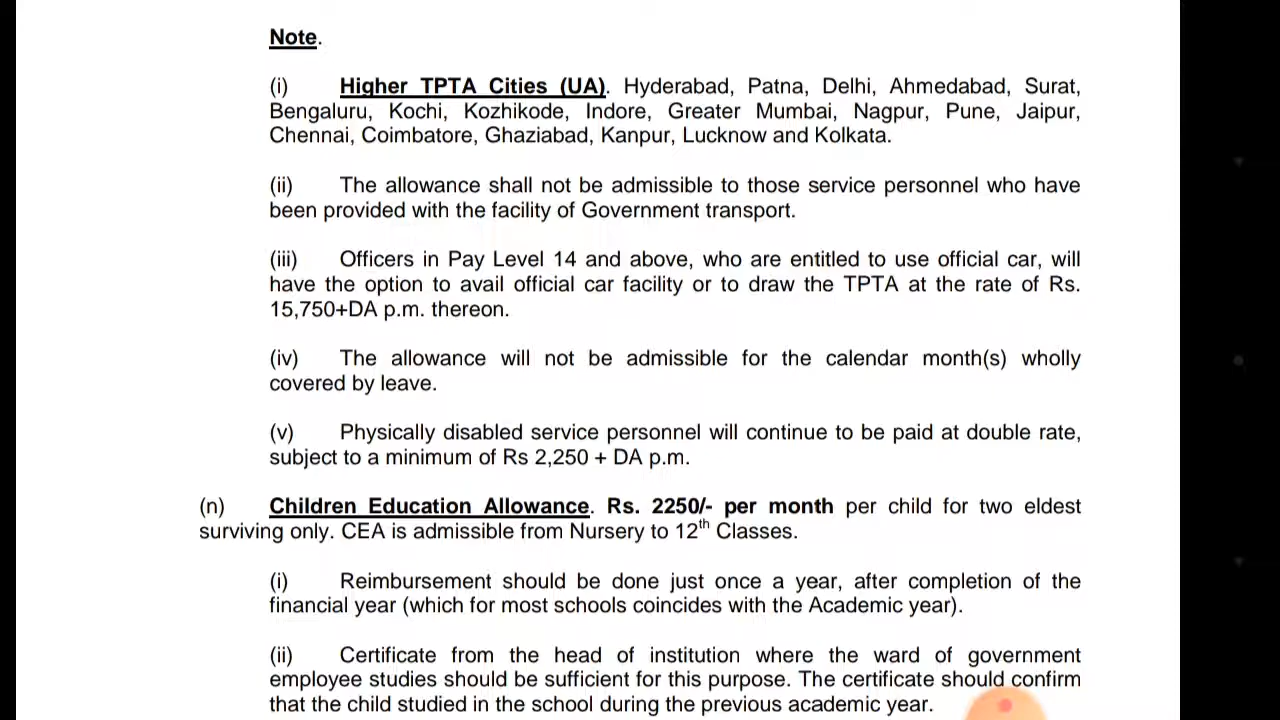 Note.
(i) Higher TPTA Cities (UA). Hyderabad, Patna, Delhi, Ahmedabad, Surat,
Bengaluru, Kochi, Kozhikode, Indore, Greater Mumbai, Nagpur, Pune, Jaipur,
Chennai, Coimbatore, Ghaziabad, Kanpur, Lucknow and Kolkata.
(ii) The allowance shall not be admissible to those service personnel who have
been provided with the facility of Government transport.
(iii) Officers in Pay Level 14 and above, who are entitled to use official car, will
have the option to avail official car facility or to draw the TPTA at the rate of Rs.
15,750+DA p.m. thereon.
(iv) The allowance will not be admissible for the calendar month(s) wholly
covered by leave.
(v) Physically disabled service personnel will continue to be paid at double rate,
subject to a minimum of Rs 2,250 + DA p.m.
(n) Children Education Allowance. Rs. 2250/- per month per child for two eldest
surviving only. CEA is admissible from Nursery to 12th Classes.
(i) Reimbursement should be done just once a year, after completion of the
financial year (which for most schools coincides with the Academic year).
(ii) Certificate from the head of institution where the ward of government
employee studies should be sufficient for this purpose. The certificate should confirm
that the child studied in the school during the previous academic year.